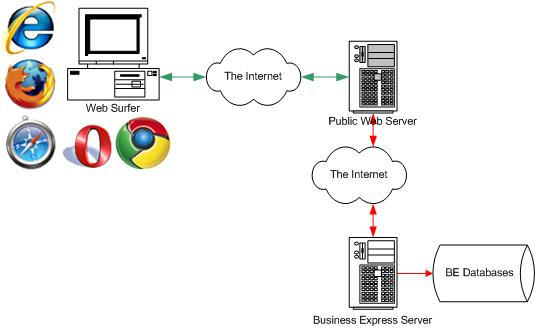 The Internet
Web Surfer
Public Web Server
The Internet
BE Databases
Business Express Server